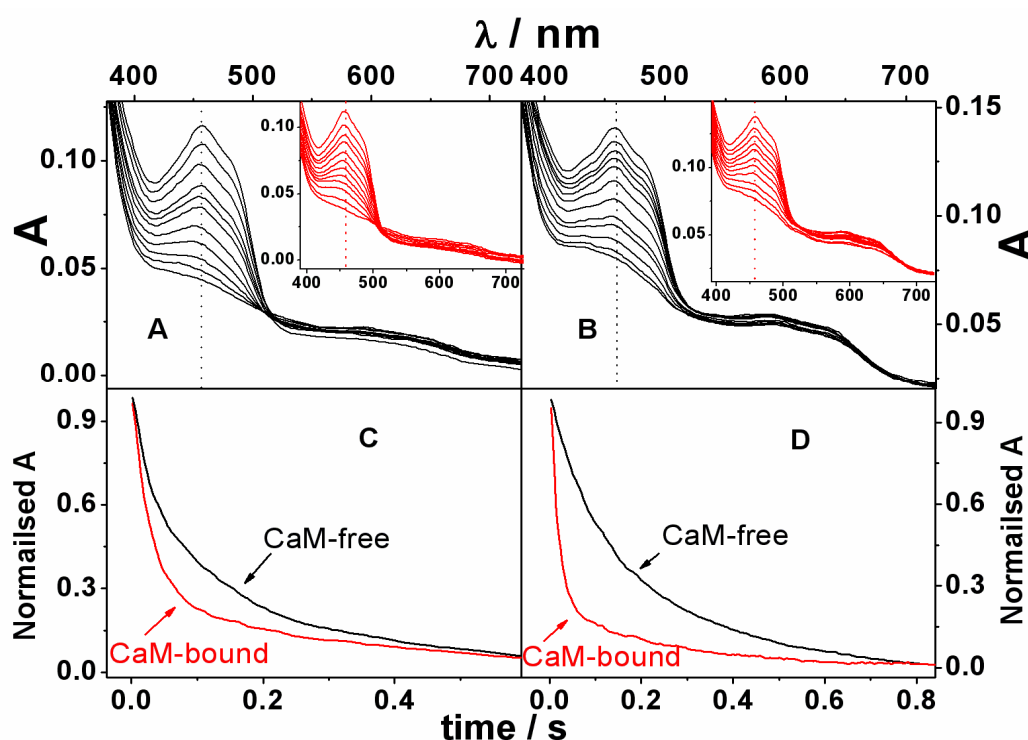 λ / nm
400 500 600 700 400 500 600 700
A
0.10
0.05
0.00
0.10
0.05
0.00
400 500 600 700
A
0.10
0.05
400 500 600 700
B
0.15
0.10
0.05
A
Normailsed A
0.9
0.6
0.3
0.0
C
CaM-free
CaM-bound
D
CaM-free
CaM-bound
0.9
0.6
0.3
0.0
Normailsed A
0.0 0.2 0.4 0.0 0.2 0.4 0.6 0.8
time / s